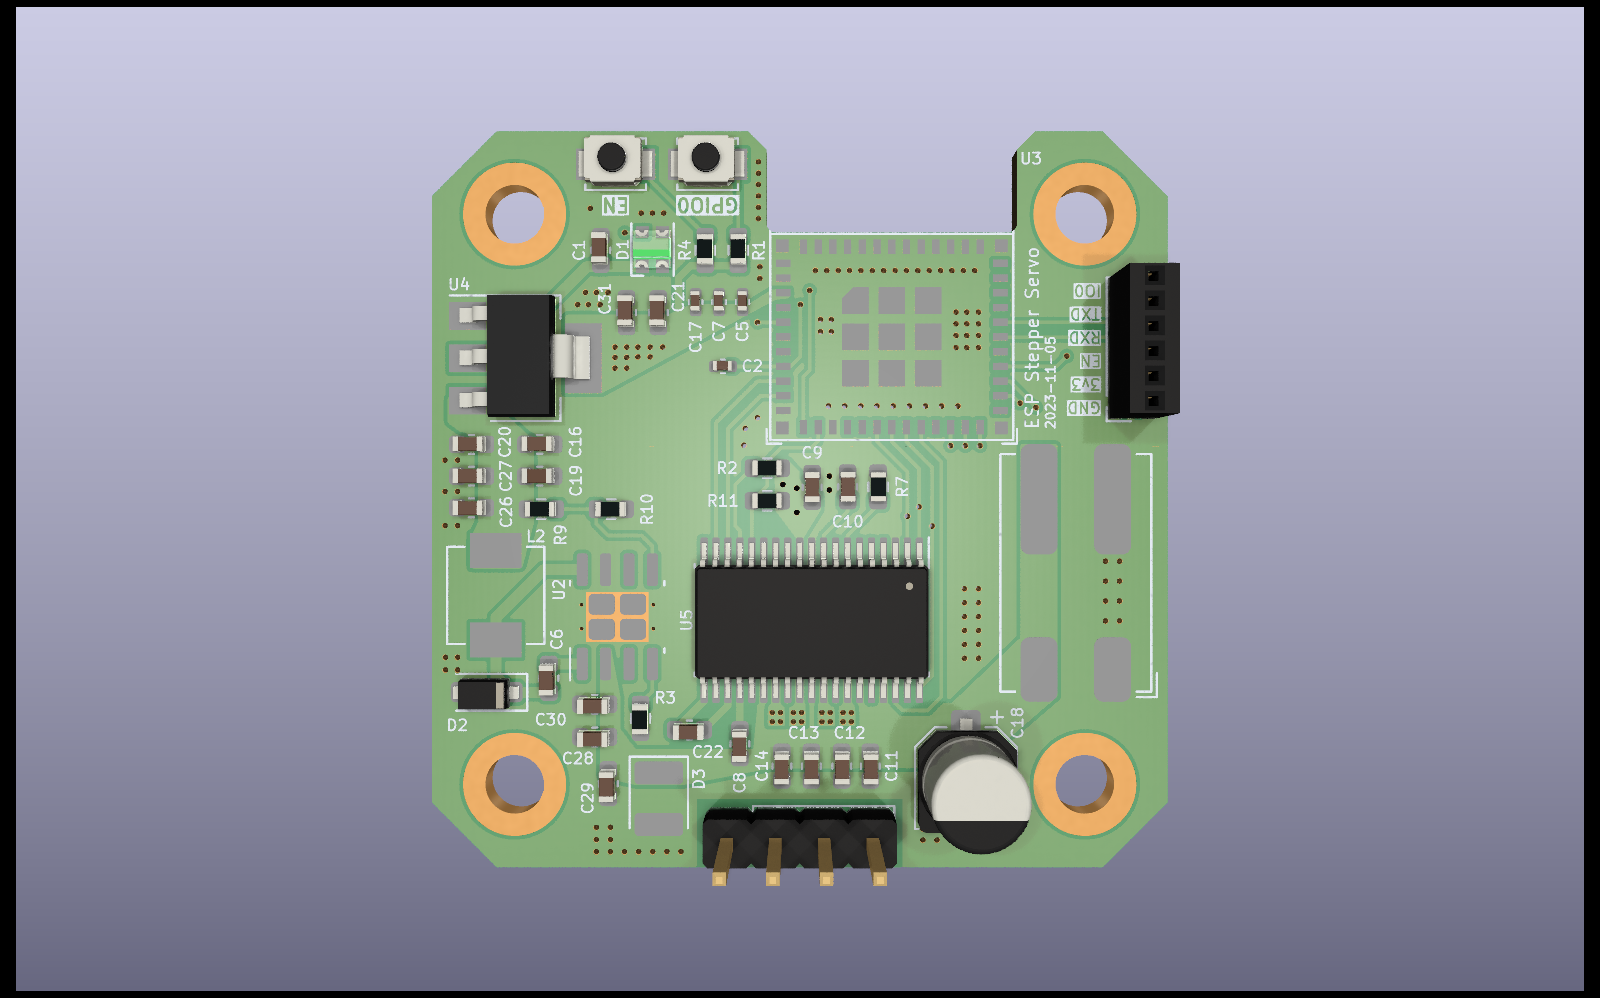 U3
EN
GPIO0
C1
D1
R4
R1
U4
C31
C21
C17
C7
C5
C2
ESP Stepper Servo
2023-11-05
IO0
TXD
RXD
EN
3v3
GND
C20
C16
C27
C19
C26
R9
R10
L2
R2
R11
C9
C10
R7
U2
U5
C6
D2
C30
C28
C29
R3
C22
C8
D3
C14
C13
C12
C11
+
C18